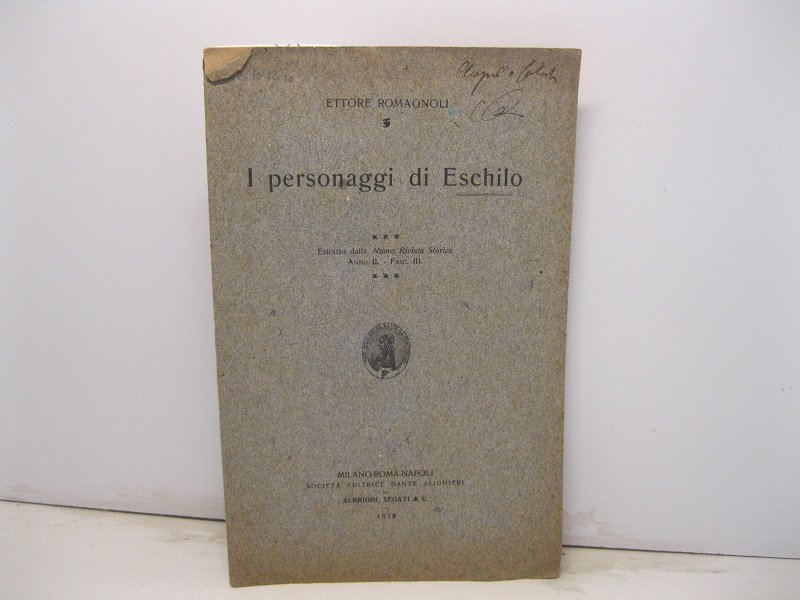 ETTORE ROMAGNOLI
I personaggi di Eschilo
Estratto dalla Nuova Rivista Storica
ANNO II. - FASC. III.
MILANO-ROMA-NAPOLI
SOCIETÀ EDITRICE DANTE ALIGHIERI
ALBRIGHI, SEGATI & C.
1918